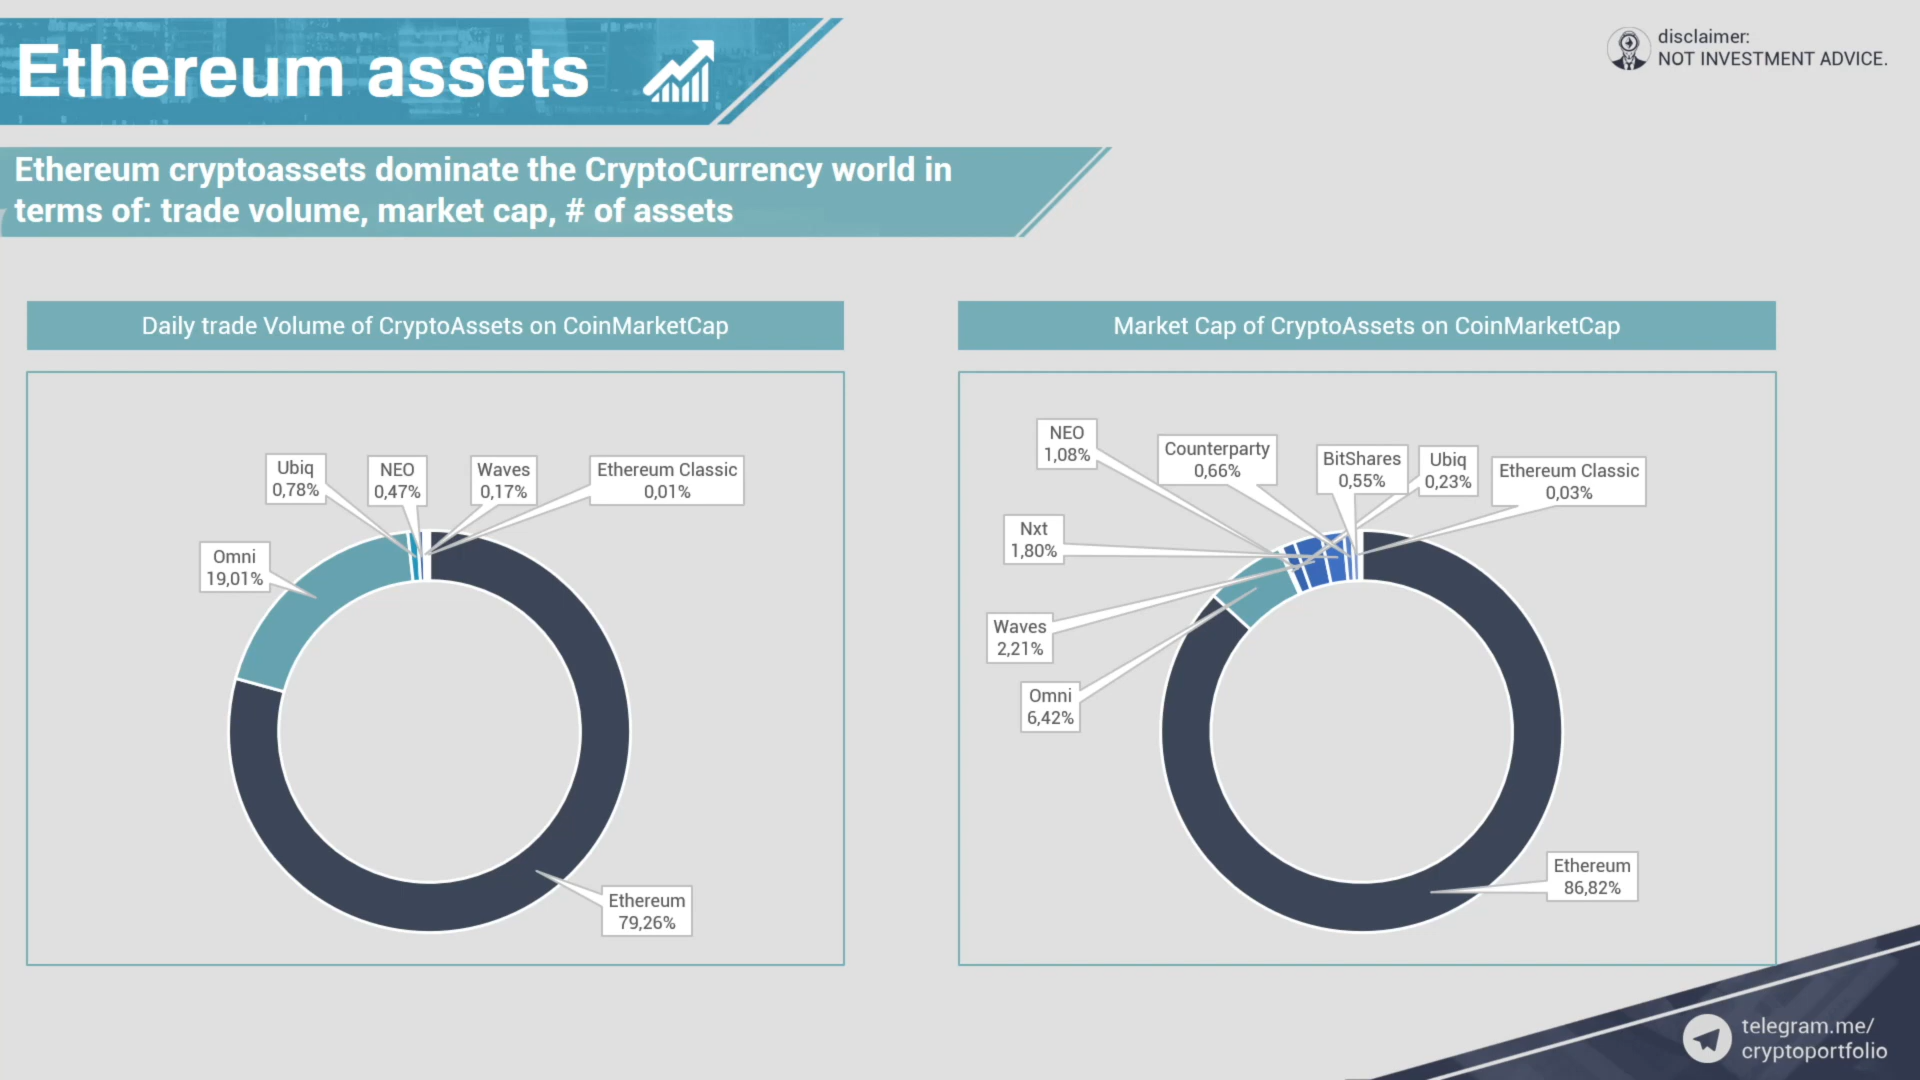 Ethereum assets
disclaimer:
NOT INVESTMENT ADVICE.
Ethereum cryptoassets dominate the CryptoCurrency world in
terms of: trade volume, market cap, # of assets
Daily trade Volume of CryptoAssets on CoinMarketCap
Ubiq
0,78%
NEO
0,47%
Waves
0,17%
Ethereum Classic
0,01%
Omni
19,01%
Ethereum
79,26%
Market Cap of CryptoAssets on CoinMarketCap
NEO
1,08%
Counterparty
0,66%
BitShares
0,55%
Ubiq
0,23%
Ethereum Classic
0,03%
Nxt
1,80%
Waves
2,21%
Omni
6,42%
Ethereum
86,82%
telegram.me/
cryptoportfolio